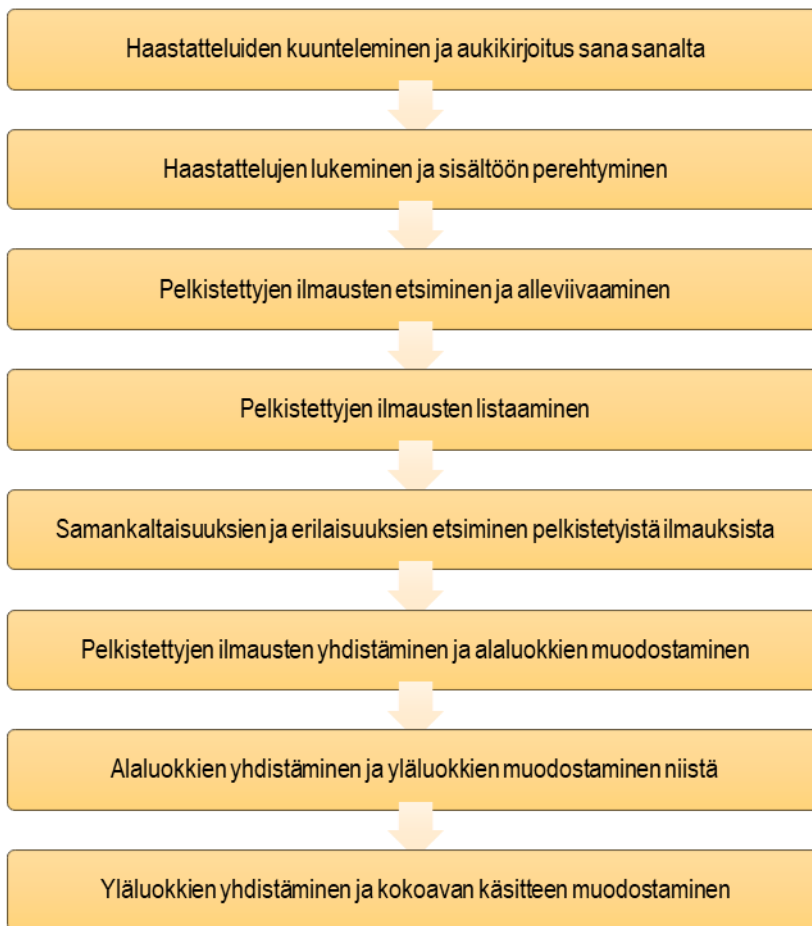 Haastatteluiden kuunteleminen ja aukikirjoitus sana sanalta
Haastattelujen lukeminen ja sisältöön perehtyminen
Pelkistettyjen ilmausten etsiminen ja alleviivaaminen
Pelkistettyjen ilmausten listaaminen
Samankaltaisuuksien ja erilaisuuksien etsiminen pelkistetyistä ilmauksista
Pelkistettyjen ilmausten yhdistäminen ja alaluokkien muodostaminen
Alaluokkien yhdistäminen ja yläluokkien muodostaminen niistä
Yläluokkien yhdistäminen ja kokoavan käsitteen muodostaminen